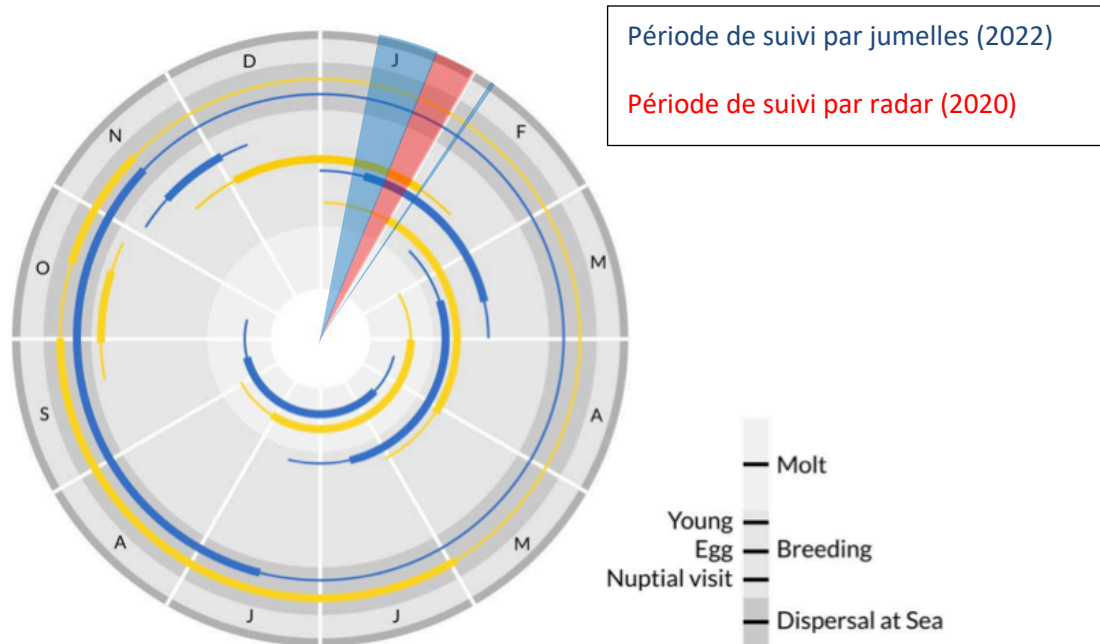 Période de suivi par jumelles (2022)
Période de suivi par radar (2020)
J
F
M
A
M
J
J
A
S
O
N
D
Molt
Young
Egg
Breeding
Nuptial visit
Dispersal at Sea